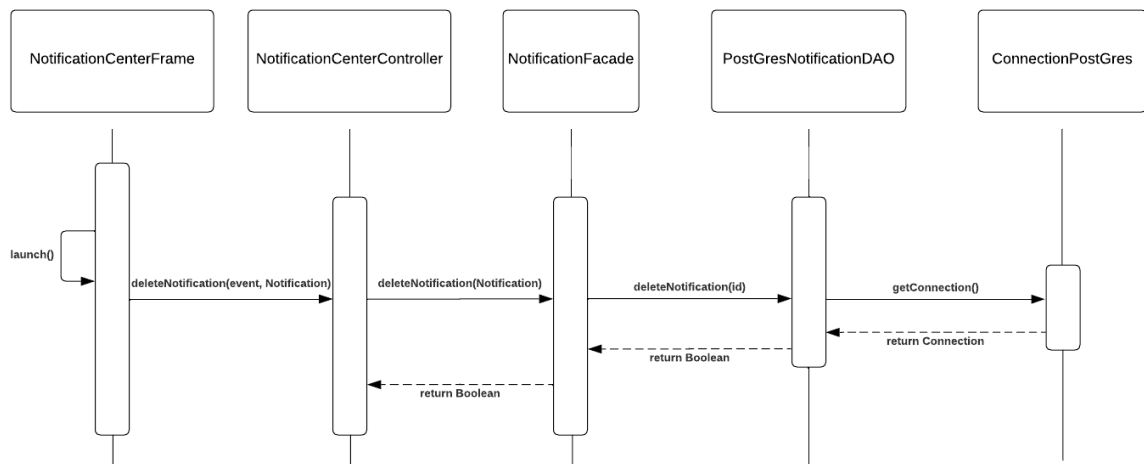 NotificationCenterFrame
NotificationCenterController
NotificationFacade
PostGresNotificationDAO
ConnectionPostGres
launch()
deleteNotification(event, Notification)
deleteNotification(Notification)
deleteNotification(id)
getConnection()
return Connection
return Boolean
return Boolean